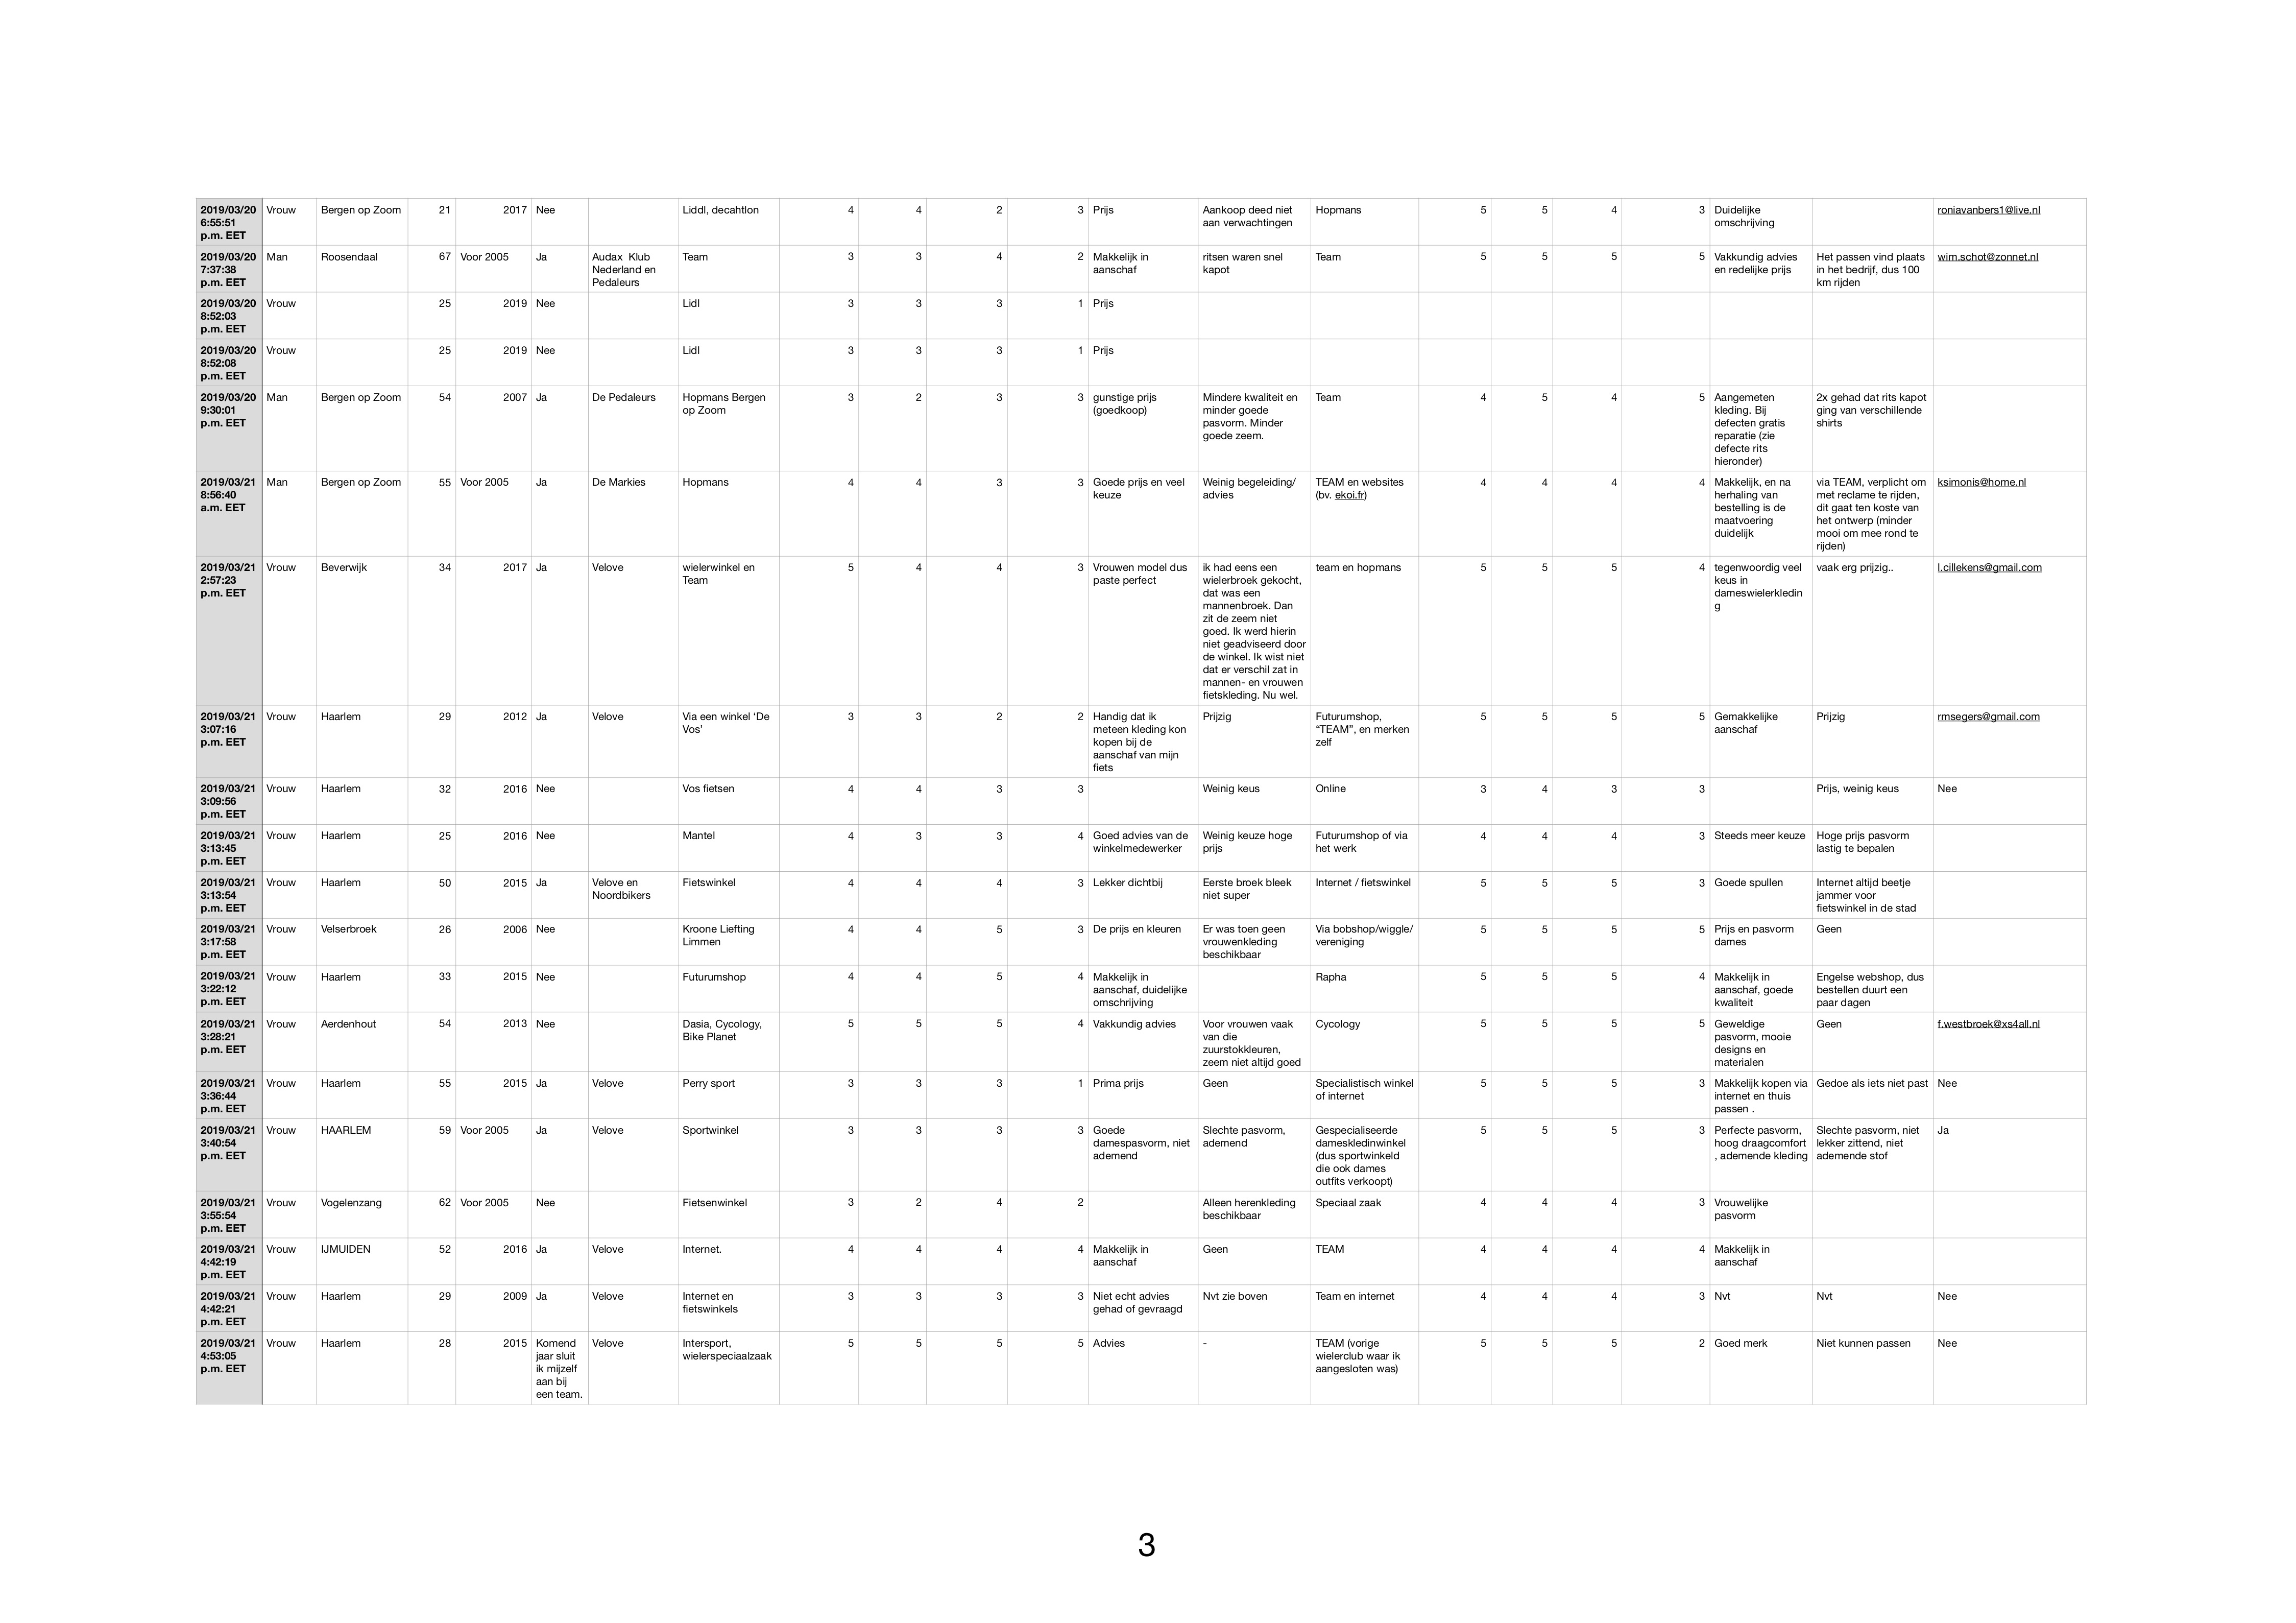 2019/03/20 6:55:51 p.m. EET Vrouw Bergen op Zoom 21 2017 Nee Liddl, decahtlon 4 4 2 3 Prijs Aankoop deed niet aan verwachtingen Hopmans 5 5 4 3 Duidelijke omschrijving roniavanbers1@live.nl
2019/03/20 7:37:38 p.m. EET Man Roosendaal 67 Voor 2005 Ja Audax Klub Nederland en Pedaleurs Team 3 3 4 2 Makkelijk in aanschaf ritsen waren snel kapot Team 5 5 5 5 Vakkundig advies en redelijke prijs Het passen vind plaats in het bedrijf, dus 100 km rijden wim.schot@zonnet.nl
2019/03/20 8:52:03 p.m. EET Vrouw 25 2019 Nee Lidl 3 3 3 1 Prijs
2019/03/20 8:52:08 p.m. EET Vrouw 25 2019 Nee Lidl 3 3 3 1 Prijs
2019/03/20 9:30:01 p.m. EET Man Bergen op Zoom 54 2007 Ja De Pedaleurs Hopmans Bergen op Zoom 3 2 3 3 gunstige prijs (goedkoop) Mindere kwaliteit en minder goede pasvorm. Minder goede zeem. Team 4 5 4 5 Aangemeten kleding. Bij defecten gratis reparatie (zie defecte rits hieronder) 2x gehad dat rits kapot ging van verschillende shirts
2019/03/21 8:56:40 a.m. EET Man Bergen op Zoom 55 Voor 2005 Ja De Markies Hopmans 4 4 3 3 Goede prijs en veel keuze Weinig begeleiding/ advies TEAM en websites (bv. ekoi.fr) 4 4 4 4 Makkelijk, en na herhaling van bestelling is de maatvoering duidelijk via TEAM, verplicht om met reclame te rijden, dit gaat ten koste van het ontwerp (minder mooi om mee rond te rijden) ksimonis@home.nl
2019/03/21 2:57:23 p.m. EET Vrouw Beverwijk 34 2017 Ja Velove wielerwinkel en Team 5 4 4 3 Vrouwen model dus paste perfect ik had eens een wielerbroek gekocht, dat was een mannenbroek. Dan zit de zeem niet goed. Ik werd hierin niet geadviseerd door de winkel. Ik wist niet dat er verschil zat in mannen- en vrouwen fietskleding. Nu wel. team en hopmans 5 5 5 4 tegenwoordig veel keus in dameswielerkledin g vaak erg prijzig.. l.cillekens@gmail.com
2019/03/21 3:07:16 p.m. EET Vrouw Haarlem 29 2012 Ja Velove Via een winkel ‘De Vos’ 3 3 2 2 Handig dat ik meteen kleding kon kopen bij de aanschaf van mijn fiets Prijzig Futurumshop, “TEAM”, en merken zelf 5 5 5 5 Gemakkelijke aanschaf Prijzig rmsegers@gmail.com
2019/03/21 3:09:56 p.m. EET Vrouw Haarlem 32 2016 Nee Vos fietsen 4 4 3 3 Weinig keus Online 3 4 3 3 Prijs, weinig keus Nee
2019/03/21 3:13:45 p.m. EET Vrouw Haarlem 25 2016 Nee Mantel 4 3 3 4 Goed advies van de winkelmedewerker Weinig keuze hoge prijs Futurumshop of via het werk 4 4 4 3 Steeds meer keuze Hoge prijs pasvorm lastig te bepalen
2019/03/21 3:13:54 p.m. EET Vrouw Haarlem 50 2015 Ja Velove en Noordbikers Fietswinkel 4 4 4 3 Lekker dichtbij Eerste broek bleek niet super Internet / fietswinkel 5 5 5 3 Goede spullen Internet altijd beetje jammer voor fietswinkel in de stad
2019/03/21 3:17:58 p.m. EET Vrouw Velserbroek 26 2006 Nee Kroone Liefting Limmen 4 4 5 3 De prijs en kleuren Er was toen geen vrouwenkleding beschikbaar Via bobshop/wiggle/ vereniging 5 5 5 5 Prijs en pasvorm dames Geen
2019/03/21 3:22:12 p.m. EET Vrouw Haarlem 33 2015 Nee Futurumshop 4 4 5 4 Makkelijk in aanschaf, duidelijke omschrijving Rapha 5 5 5 4 Makkelijk in aanschaf, goede kwaliteit Engelse webshop, dus bestellen duurt een paar dagen
2019/03/21 3:28:21 p.m. EET Vrouw Aerdenhout 54 2013 Nee Dasia, Cycology, Bike Planet 5 5 5 4 Vakkundig advies Voor vrouwen vaak van die zuurstokkleuren, zeem niet altijd goed Cycology 5 5 5 5 Geweldige pasvorm, mooie designs en materialen Geen f.westbroek@xs4all.nl
2019/03/21 3:36:44 p.m. EET Vrouw Haarlem 55 2015 Ja Velove Perry sport 3 3 3 1 Prima prijs Geen Specialistisch winkel of internet 5 5 5 3 Makkelijk kopen via internet en thuis passen . Gedoe als iets niet past Nee
2019/03/21 3:40:54 p.m. EET Vrouw HAARLEM 59 Voor 2005 Ja Velove Sportwinkel 3 3 3 3 Goede damespasvorm, niet ademend Slechte pasvorm, ademend Gespecialiseerde dameskledinwinkel (dus sportwinkeld die ook dames outfits verkoopt) 5 5 5 3 Perfecte pasvorm, hoog draagcomfort , ademende kleding Slechte pasvorm, niet lekker zittend, niet ademende stof Ja
2019/03/21 3:55:54 p.m. EET Vrouw Vogelenzang 62 Voor 2005 Nee Fietsenwinkel 3 2 4 2 Alleen herenkleding beschikbaar Speciaal zaak 4 4 4 3 Vrouwelijke pasvorm
2019/03/21 4:42:19 p.m. EET Vrouw IJMUIDEN 52 2016 Ja Velove Internet. 4 4 4 4 Makkelijk in aanschaf Geen TEAM 4 4 4 4 Makkelijk in aanschaf
2019/03/21 4:42:21 p.m. EET Vrouw Haarlem 29 2009 Ja Velove Internet en fietswinkels 3 3 3 3 Niet echt advies gehad of gevraagd Nvt zie boven Team en internet 4 4 4 3 Nvt Nvt Nee
2019/03/21 4:53:05 p.m. EET Vrouw Haarlem 28 2015 Komend jaar sluit ik mijzelf aan bij een team. Velove Intersport, wielerspeciaalzaak 5 5 5 5 Advies - TEAM (vorige wielerclub waar ik aangesloten was) 5 5 5 2 Goed merk Niet kunnen passen Nee
3